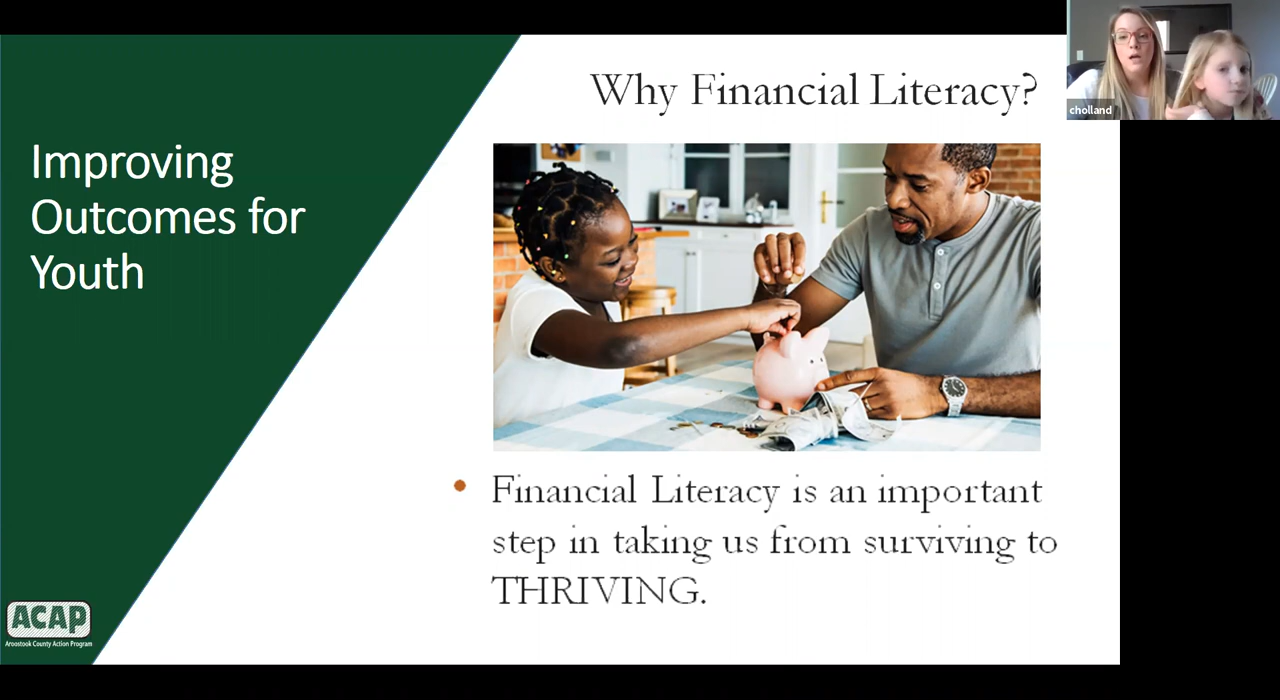 Why Financial Literacy?
cholland
Improving
Outcomes for
Youth
Financial Literacy is an important
step in taking us from surviving to
THRIVING.
ACAP
Aroostook County Action Program